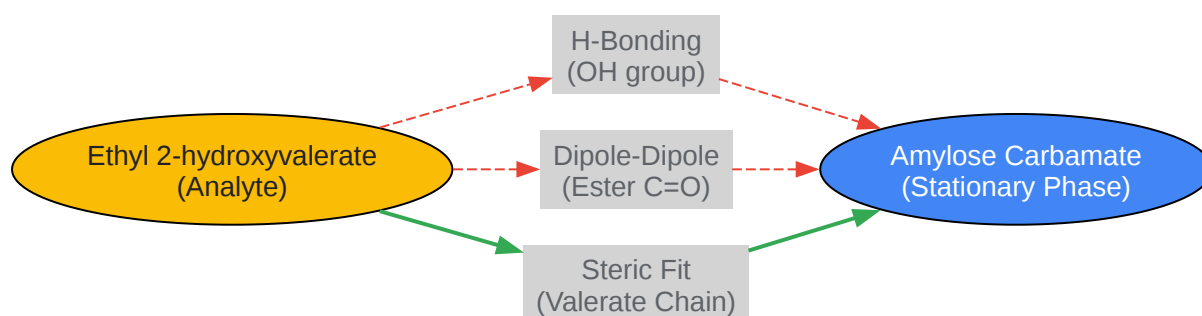 H-Bonding
(OH group)
Ethyl 2-hydroxyvalerate
(Analyte)
Dipole-Dipole
(Ester C=O)
Amylose Carbamate
(Stationary Phase)
Steric Fit
(Valerate Chain)